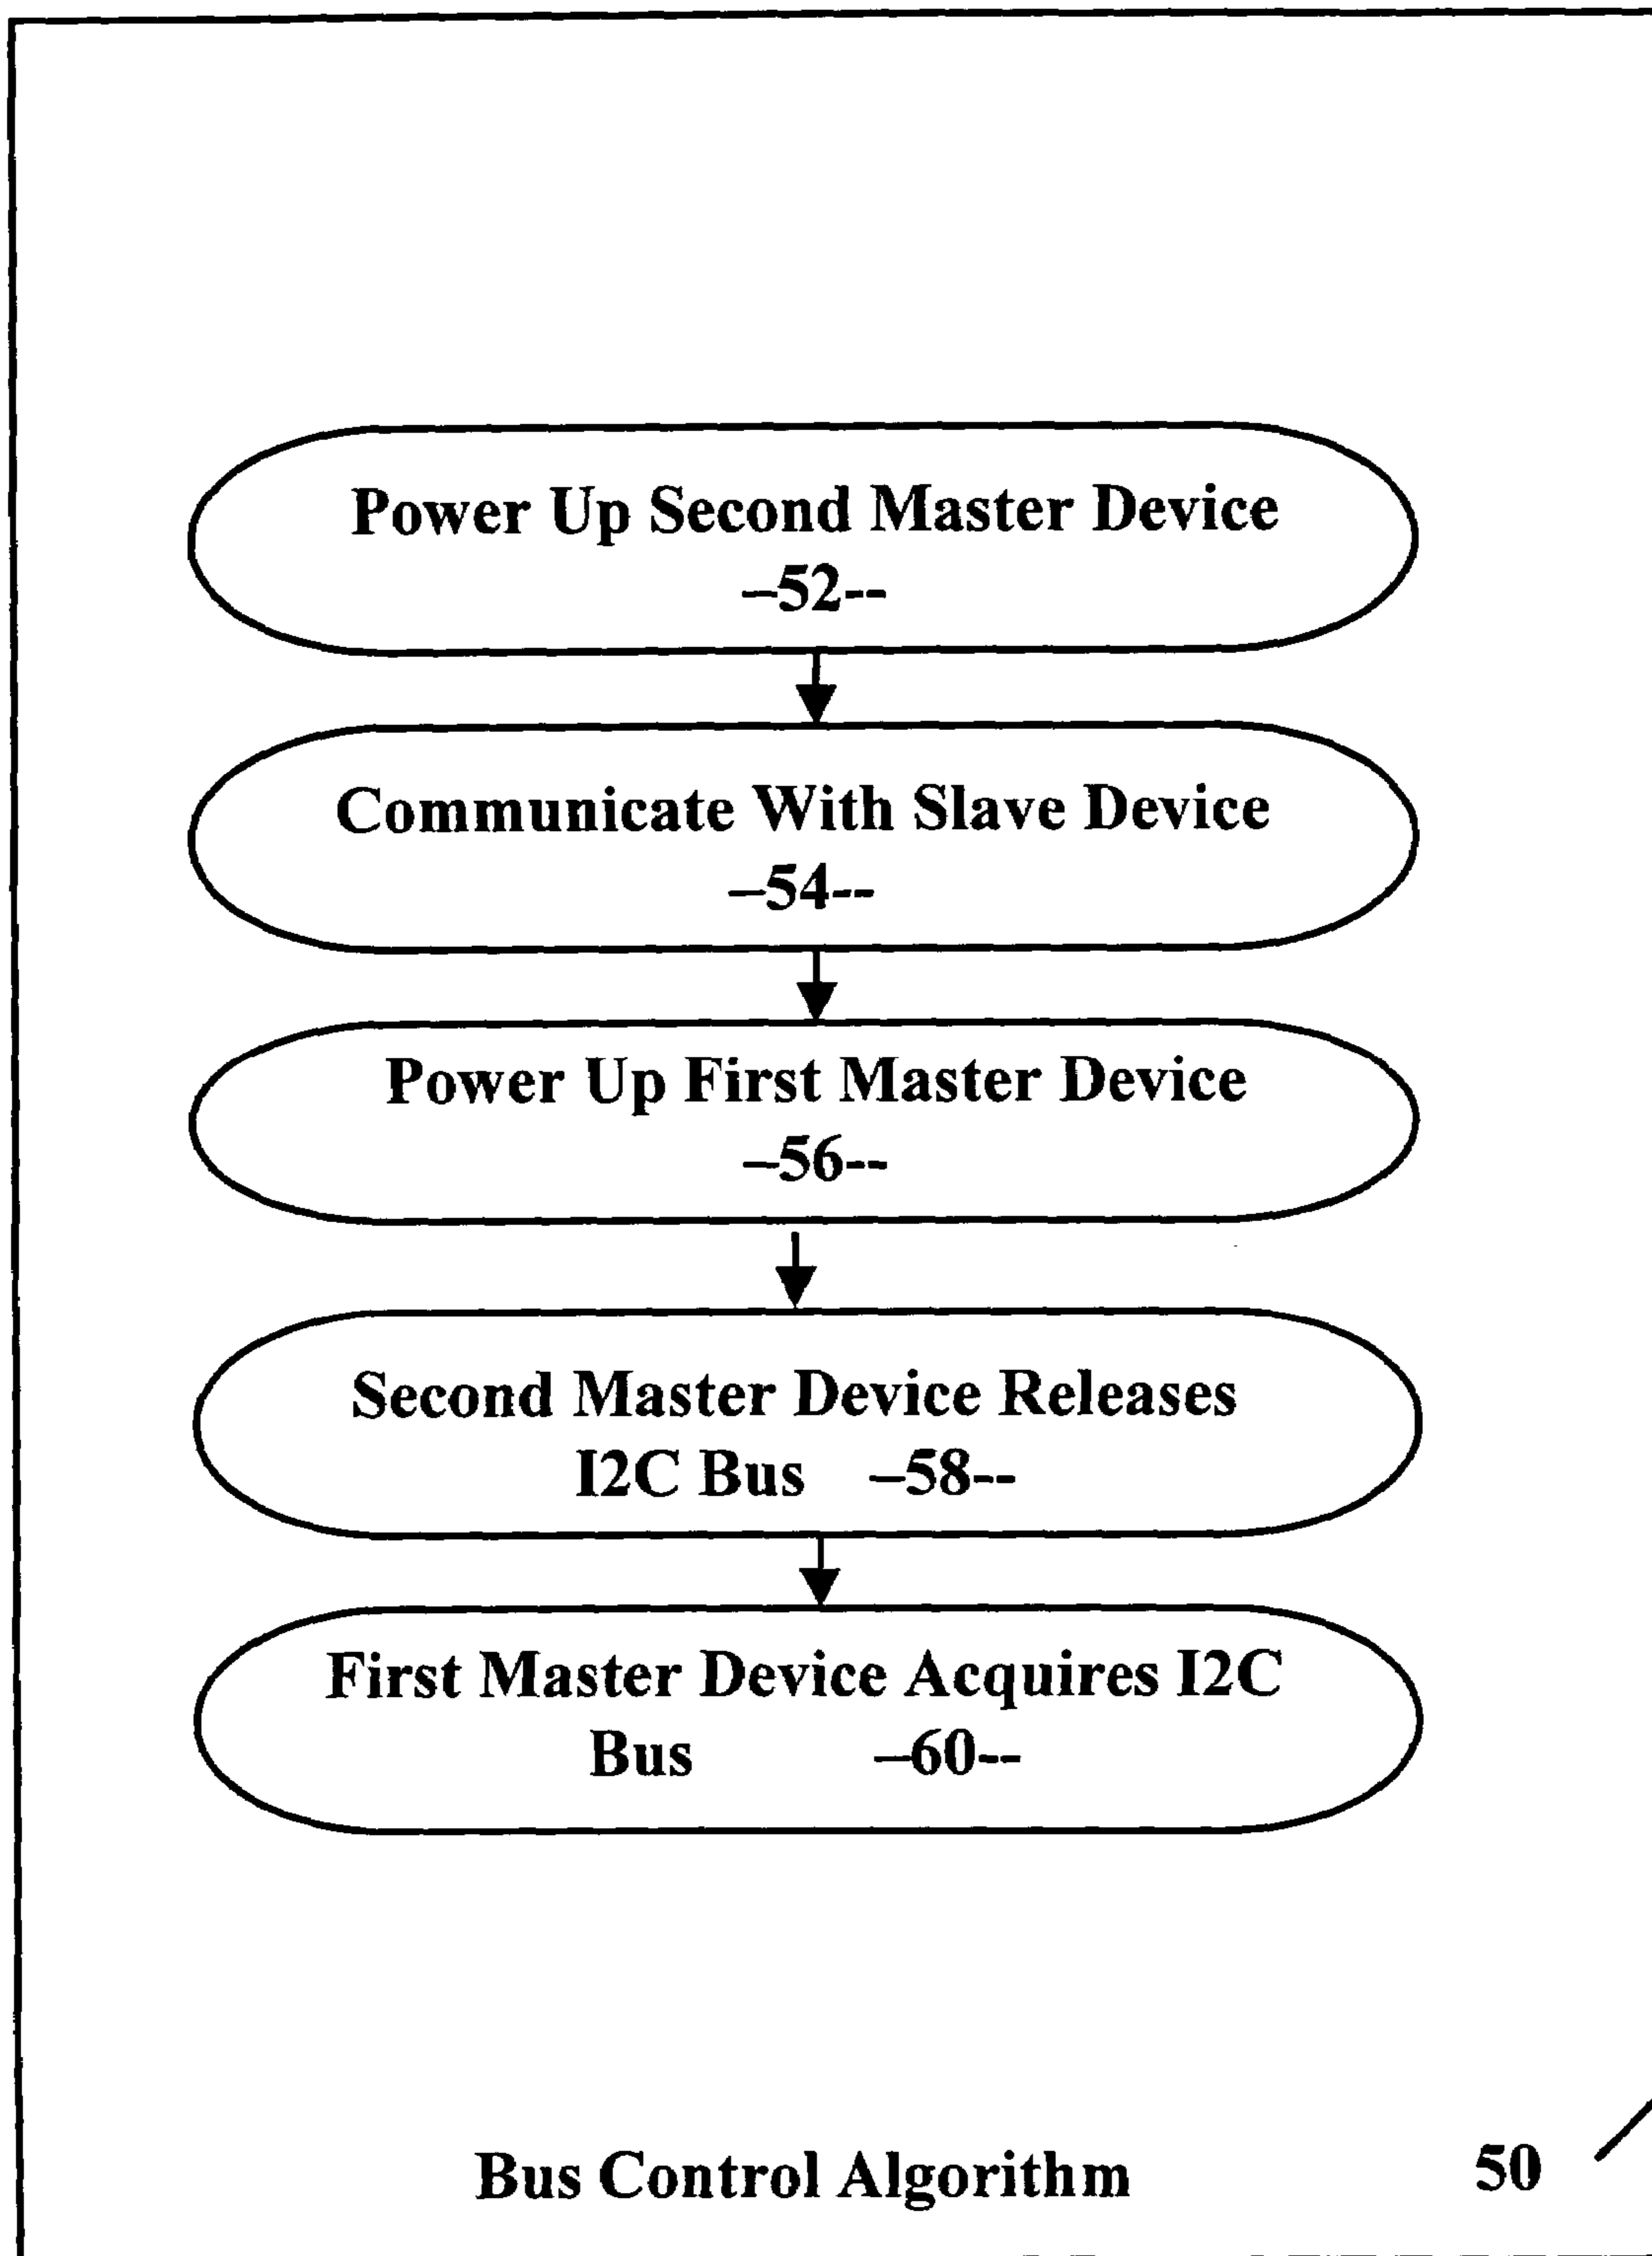 Power Up Second Master Device
–52--
Communicate With Slave Device
–54--
Power Up First Master Device
–56--
Second Master Device Releases
I2C Bus –58--
First Master Device Acquires I2C
Bus –60--
Bus Control Algorithm 50